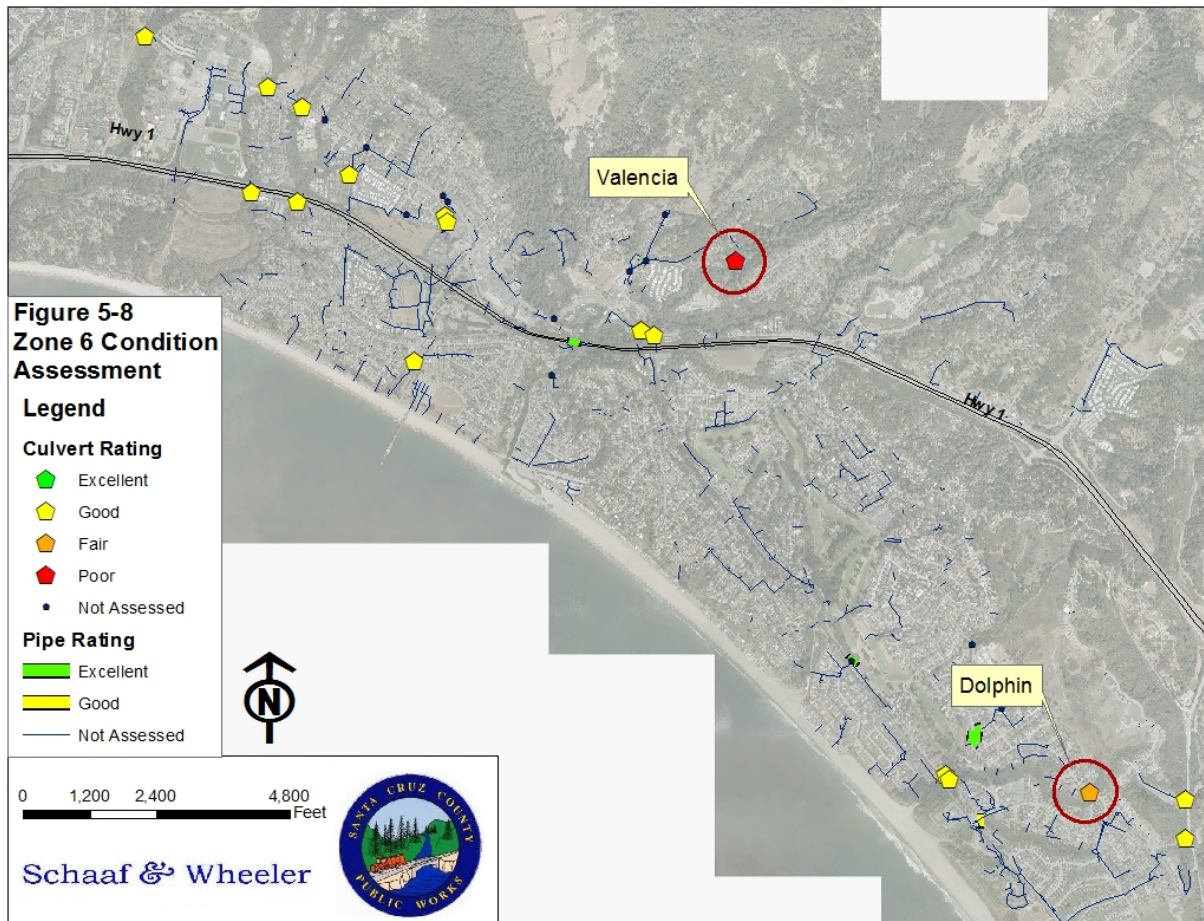 Hwy 1
Valencia
Hwy 1
Figure 5-8
Zone 6 Condition
Assessment
Legend
Culvert Rating
Excellent
Good
Fair
Poor
Not Assessed
Pipe Rating
Excellent
Good
Not Assessed
N
Dolphin
0 1,200 2,400 4,800
Feet
Schaaf & Wheeler
SANTA CRUZ COUNTY
PUBLIC WORKS